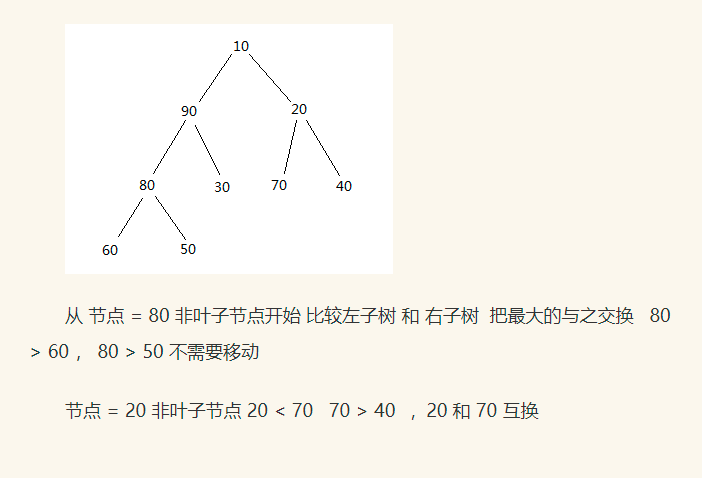 10
90 20
80 30 70 40
60 50
从 节点 = 80 非叶子节点开始 比较左子树 和 右子树 把最大的与之交换 80
> 60 ， 80 > 50 不需要移动
节点 = 20 非叶子节点 20 < 70 70 > 40 ，20 和 70 互换